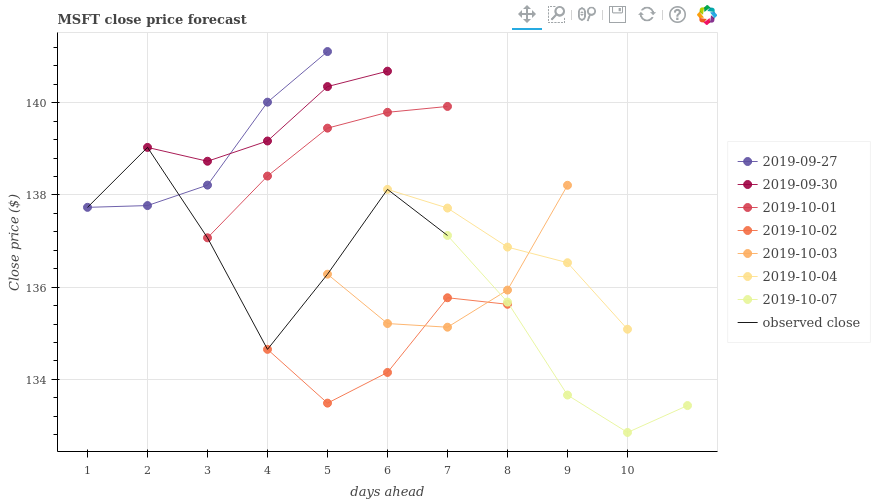 MSFT close price forecast
140
138
136
134
Close price ($)
1 2 3 4 5 6 7 8 9 10
days ahead
2019-09-27
2019-09-30
2019-10-01
2019-10-02
2019-10-03
2019-10-04
2019-10-07
observed close